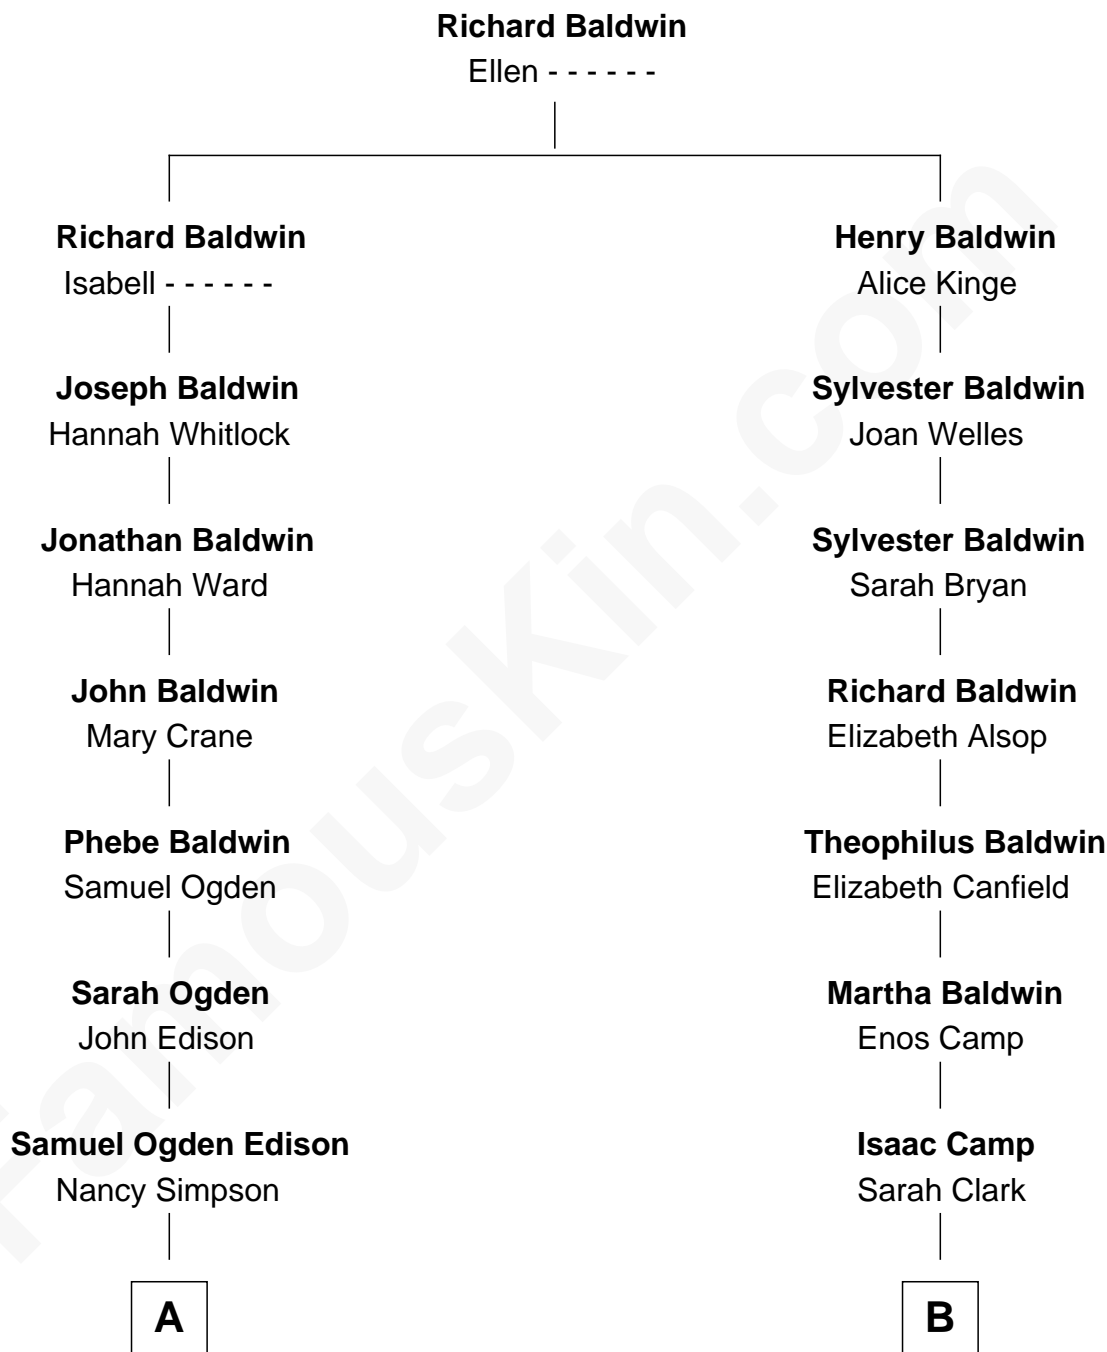 Richard Baldwin
Ellen - - - - - -
Richard Baldwin
Isabell - - - - - -
Henry Baldwin
Alice Kinge
Joseph Baldwin
Hannah Whitlock
Sylvester Baldwin
Joan Welles
Jonathan Baldwin
Hannah Ward
Sylvester Baldwin
Sarah Bryan
John Baldwin
Mary Crane
Richard Baldwin
Elizabeth Alsop
Phebe Baldwin
Samuel Ogden
Theophilus Baldwin
Elizabeth Canfield
Sarah Ogden
John Edison
Martha Baldwin
Enos Camp
Samuel Ogden Edison
Nancy Simpson
Isaac Camp
Sarah Clark
A
B
FamousKin.com